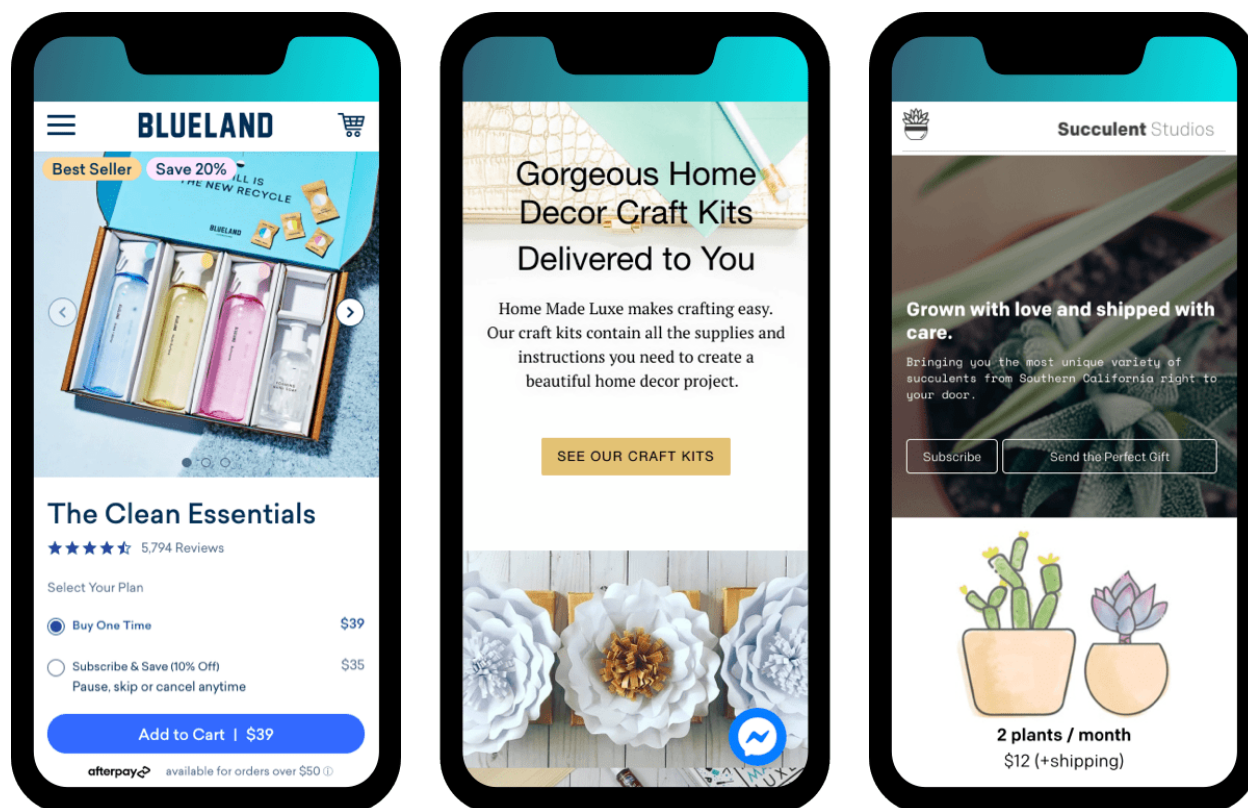 BLUELAND
Best Seller
Save 20%
ILL IS
THE NEW RECYCLE
BLUELAND
The Clean Essentials
5,794 Reviews
Select Your Plan
Buy One Time
$39
Subscribe & Save (10% Off)
$35
Pause, skip or cancel anytime
Add to Cart | $39
afterpay
available for orders over $50
Gorgeous Home
Decor Craft Kits
Delivered to You
Home Made Luxe makes crafting easy.
Our craft kits contain all the supplies and
instructions you need to create a
beautiful home decor project.
SEE OUR CRAFT KITS
Succulent Studios
Grown with love and shipped with
care.
Bringing you the most unique variety of
succulents from Southern California right to
your door.
Subscribe
Send the Perfect Gift
2 plants / month
$12 (+shipping)